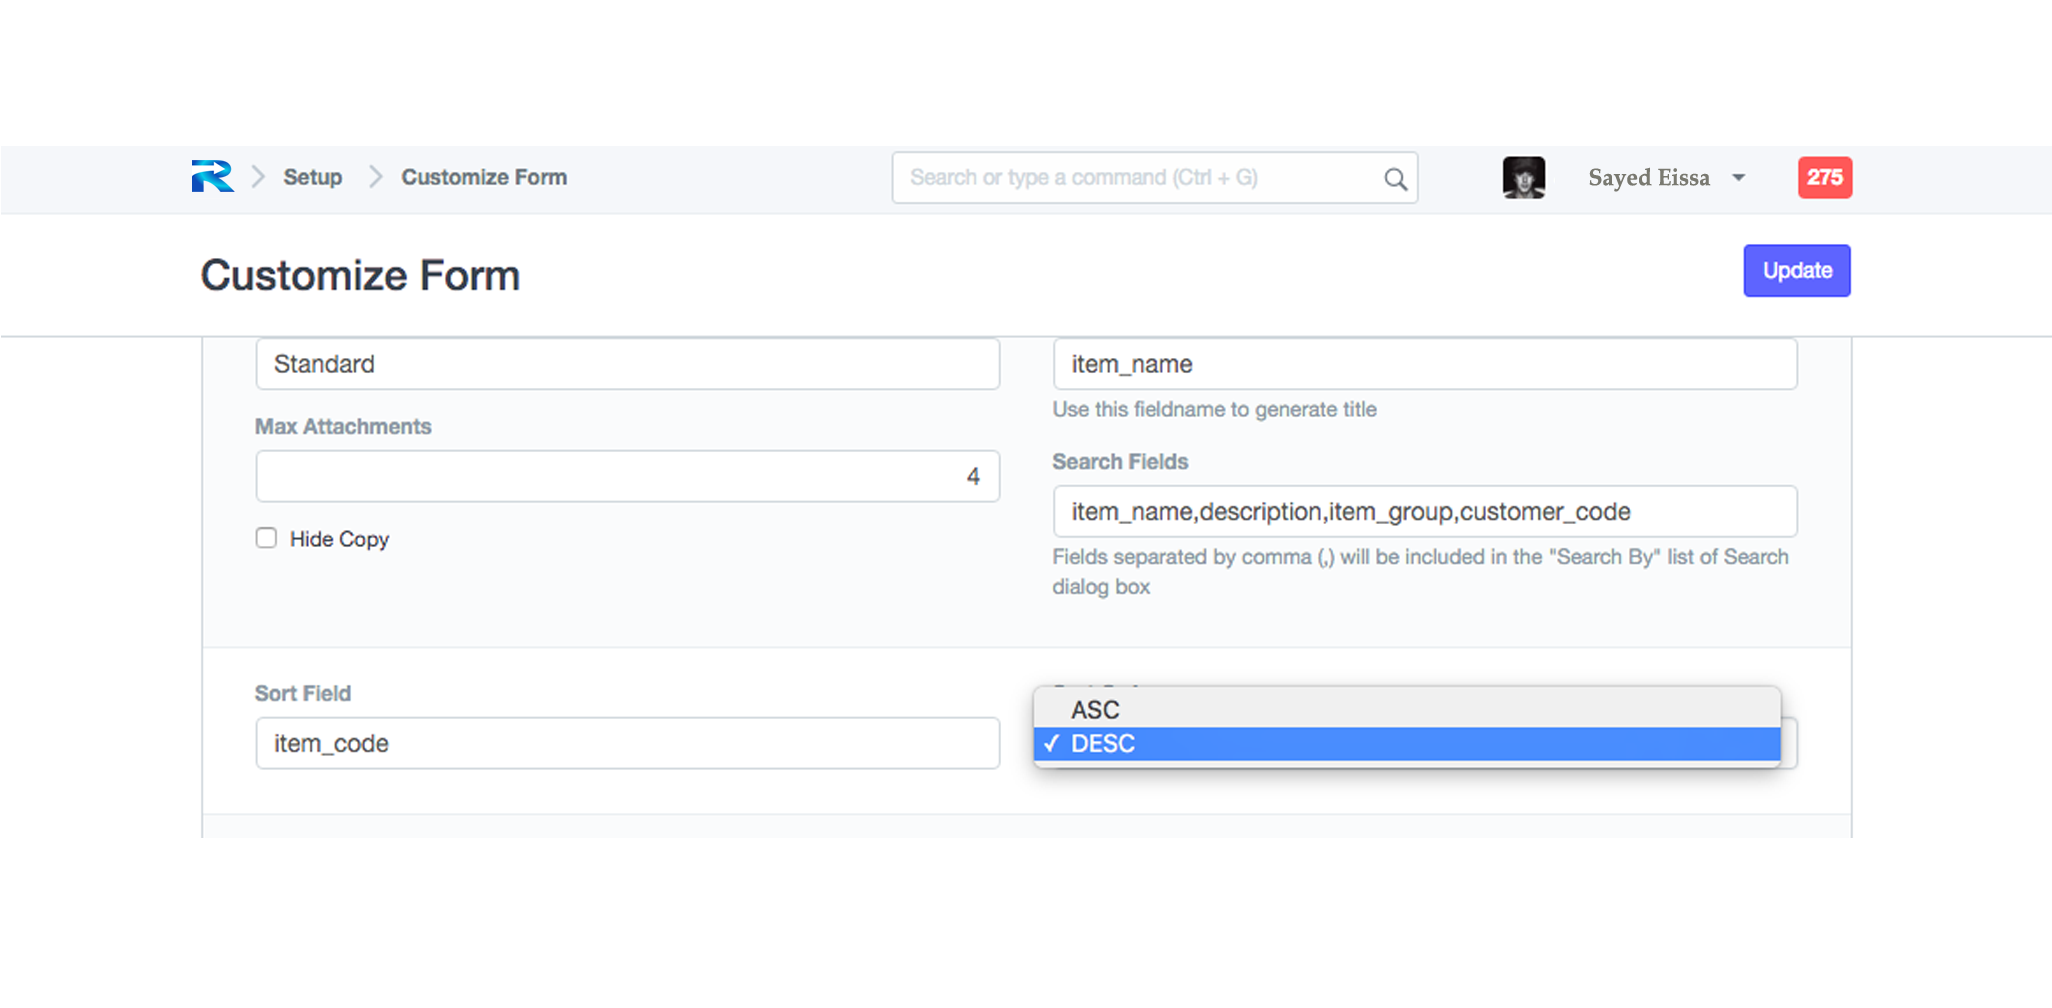 Setup
Customize Form
Search or type a command (Ctrl + G)
Sayed Eissa
275
Customize Form
Update
Standard
Max Attachments
4
Hide Copy
item_name
Use this fieldname to generate title
Search Fields
item_name,description,item_group,customer_code
Fields separated by comma (,) will be included in the "Search By" list of Search
dialog box
Sort Field
item_code
ASC
✓ DESC